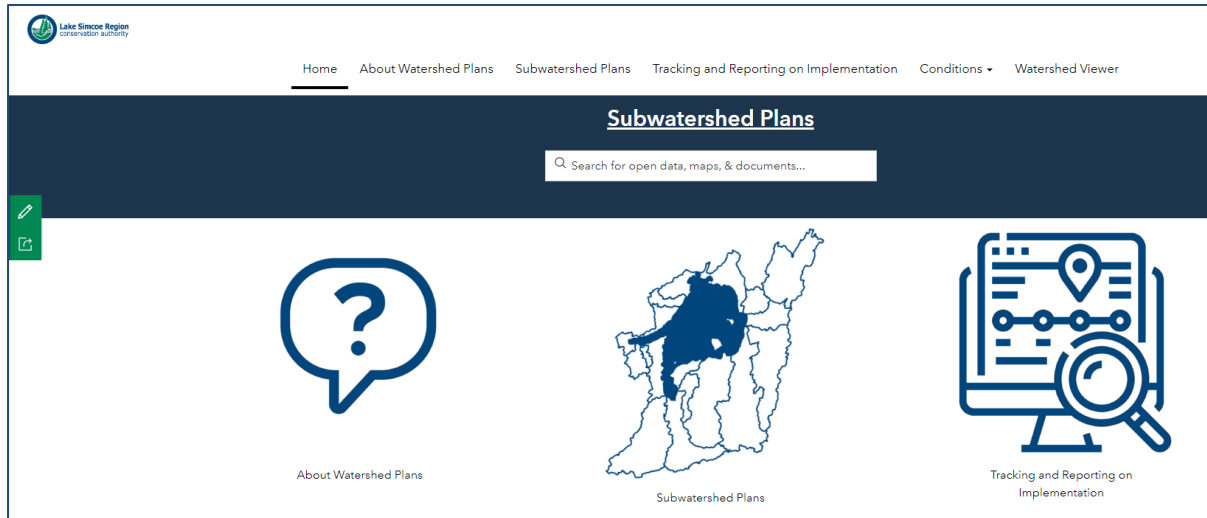 Lake Simcoe Region
conservation authority
Home About Watershed Plans Subwatershed Plans Tracking and Reporting on Implementation Conditions Watershed Viewer
Subwatershed Plans
Search for open data, maps, & documents...
?
About Watershed Plans
Subwatershed Plans
Tracking and Reporting on
Implementation